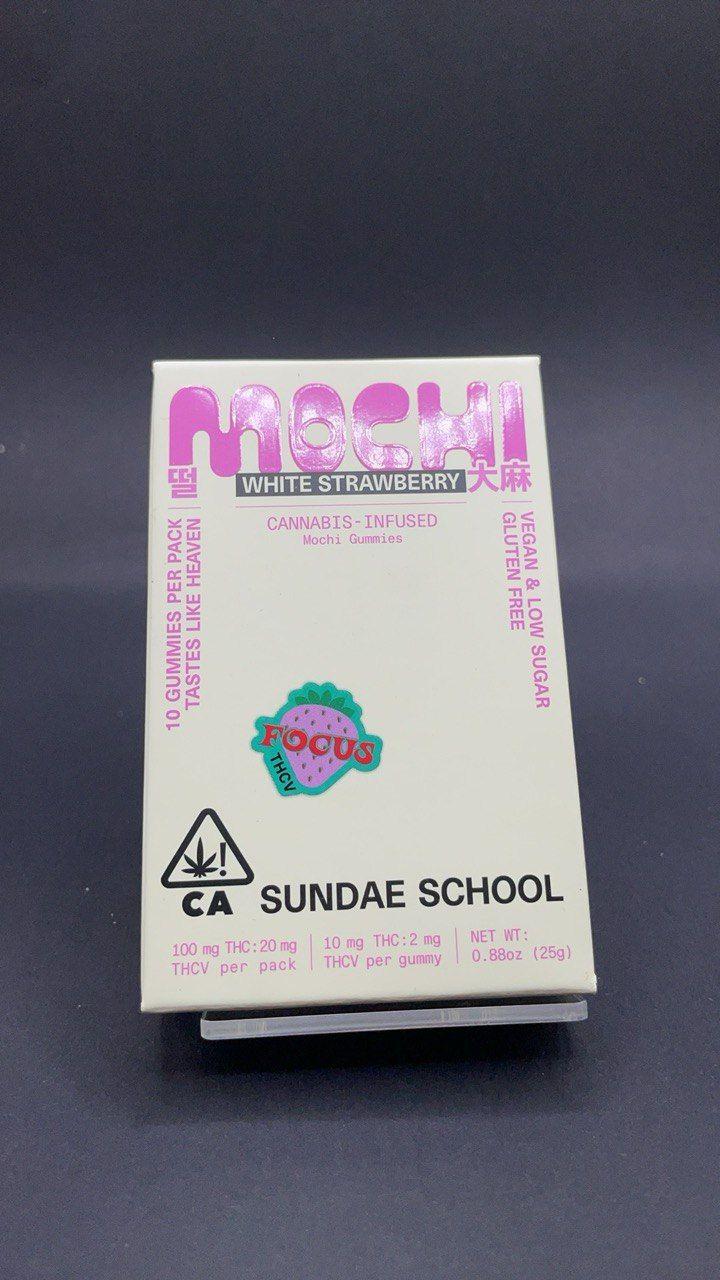 MOCHI
떨
WHITE STRAWBERRY
大麻
CANNABIS-INFUSED
Mochi Gummies
10 GUMMIES PER PACK
TASTES LIKE HEAVEN
VEGAN & LOW SUGAR
GLUTEN FREE
FOCUS
THCV
!
CA
SUNDAE SCHOOL
100 mg THC:20 mg
THCV per pack
10 mg THC:2 mg
THCV per gummy
NET WT:
0.88oz (25g)